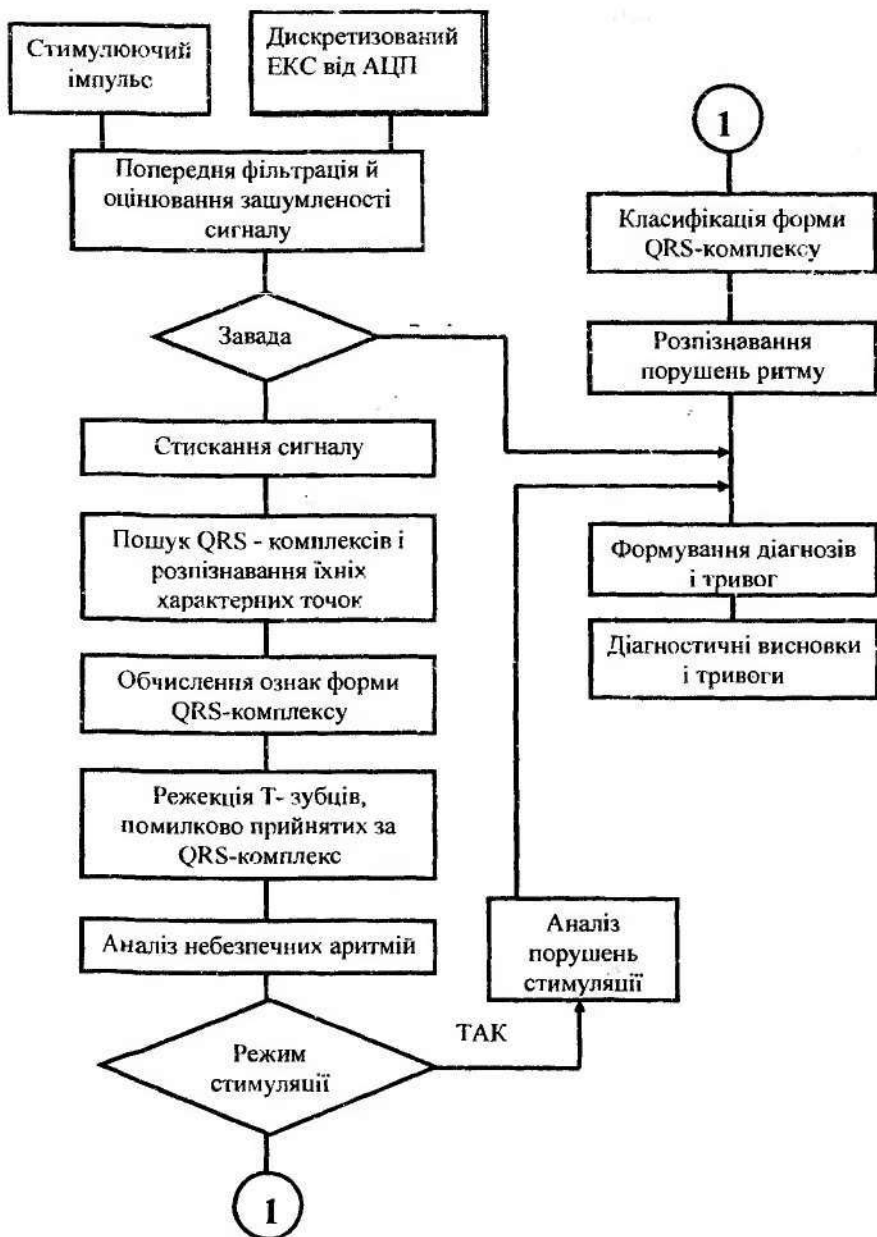 Стимулюючий
імпульс
Дискретизований
ЕКС від АЦП
Попередня фільтрація й
оцінювання зашумленості
сигналу
Завада
Стискання сигналу
Пошук QRS - комплексів і
розпізнавання їхніх
характерних точок
Обчислення ознак форми
QRS-комплексу
Режекція Т- зубців,
помилково прийнятих за
QRS-комплекс
Аналіз небезпечних аритмій
Режим
стимуляції
ТАК
1
Аналіз
порушень
стимуляції
1
Класифікація форми
QRS-комплексу
Розпізнавання
порушень ритму
Формування діагнозів
і тривог
Діагностичні висновки
і тривоги